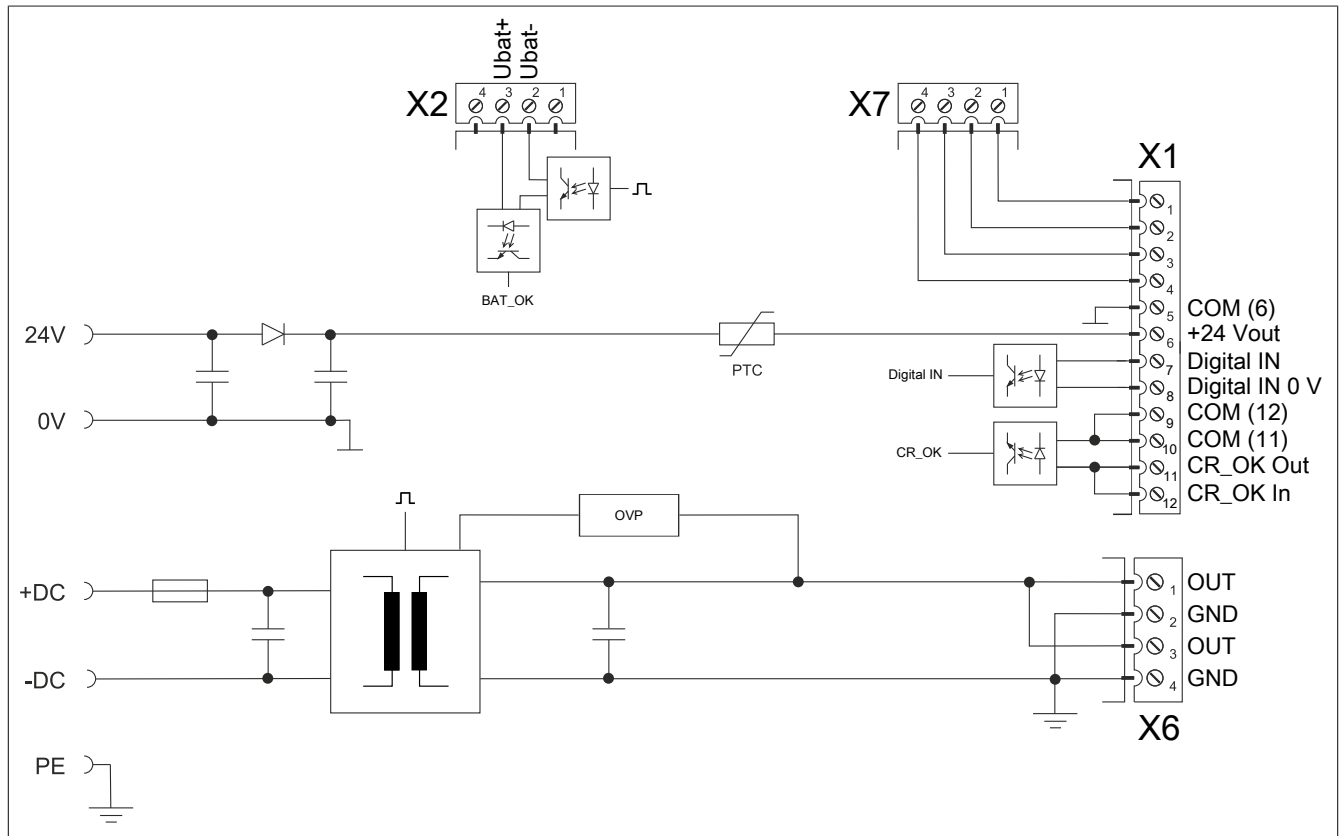 Ubat+
Ubat-
X2
4 3 2 1
X7
4 3 2 1
X1
1
2
3
4
5 COM (6)
6 +24 Vout
7 Digital IN
8 Digital IN 0 V
9 COM (12)
10 COM (11)
11 CR_OK Out
12 CR_OK In
BAT_OK
24V
PTC
Digital IN
0V
CR_OK
OVP
+DC
-DC
1 OUT
2 GND
3 OUT
4 GND
X6
PE